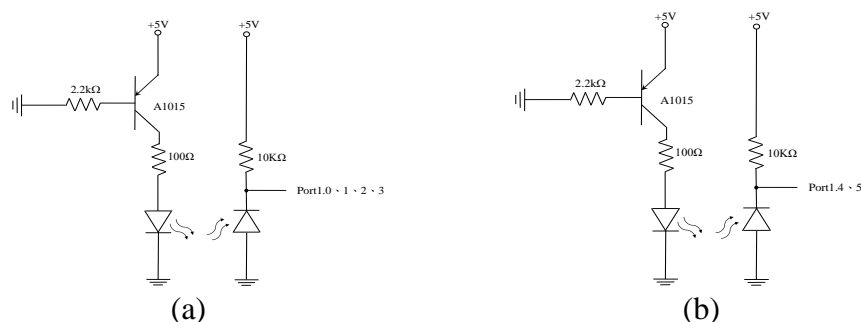 +5V
+5V
2.2kΩ
A1015
100Ω
10KΩ
Port1.0、1、2、3
(a)
+5V
+5V
2.2kΩ
A1015
100Ω
10KΩ
Port1.4、5
(b)